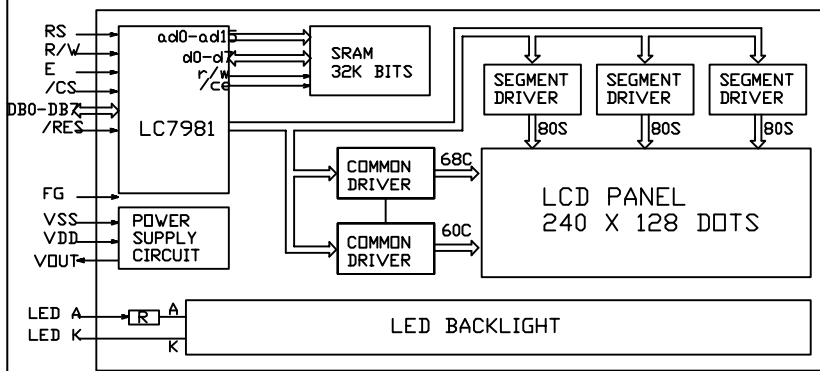 RS
R/W
E
/CS
DB0-DB7
/RES
FG
VSS
VDD
VOUT
LED A
LED K
ad0-ad15
d0-d7
r/w
/ce
LC7981
SRAM
32K BITS
SEGMENT
DRIVER
SEGMENT
DRIVER
SEGMENT
DRIVER
80S
80S
80S
COMMON
DRIVER
68C
COMMON
DRIVER
60C
LCD PANEL
240 X 128 DOTS
POWER
SUPPLY
CIRCUIT
R
A
K
LED BACKLIGHT